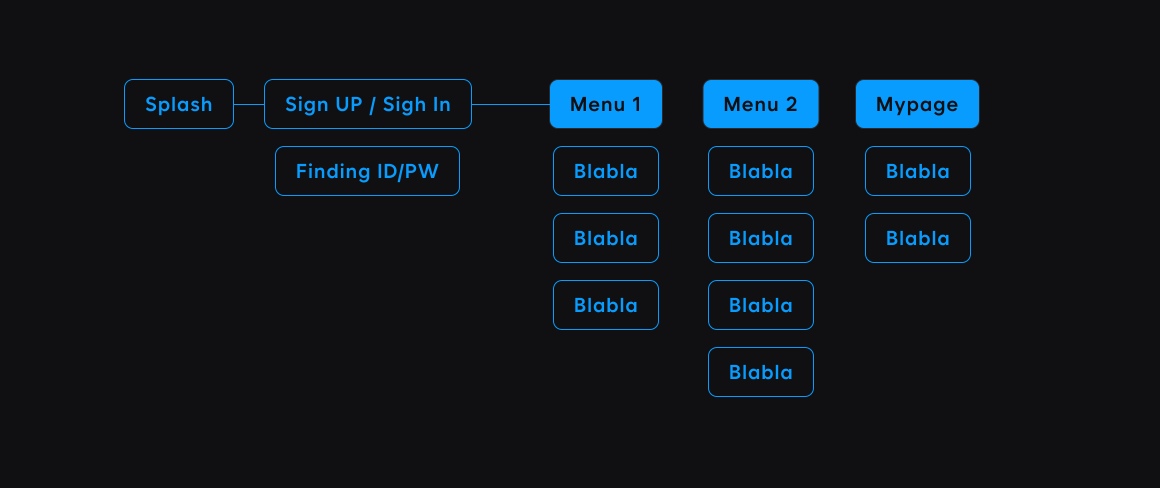 Splash
Sign UP / Sigh In
Menu 1
Menu 2
Mypage
Finding ID/PW
Blabla
Blabla
Blabla
Blabla
Blabla
Blabla
Blabla
Blabla
Blabla